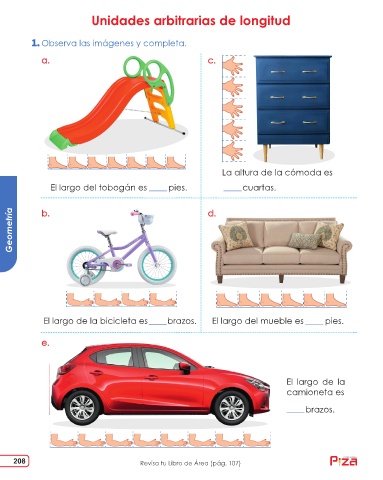 Unidades arbitrarias de longitud
1. Observa las imágenes y completa.
a.
El largo del tobogán es ____ pies.
c.
La altura de la cómoda es
____ cuartas.
b.
El largo de la bicicleta es ____ brazos.
d.
El largo del mueble es ____ pies.
e.
El largo de la
camioneta es
____ brazos.
Geometría
208
Revisa tu Libro de Área (pág. 107)